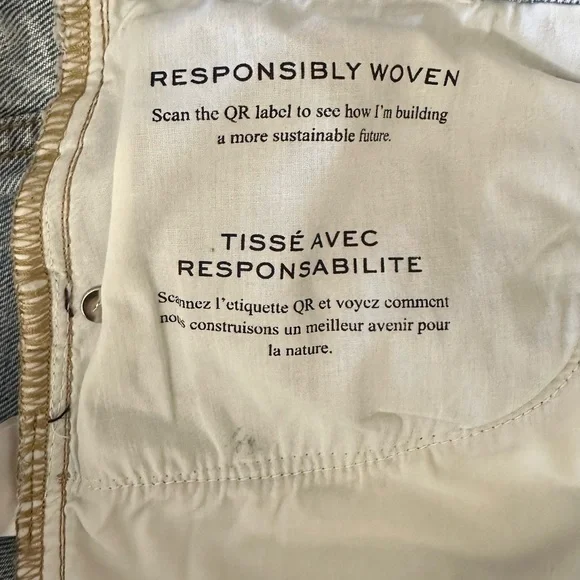 RESPONSIBLY WOVEN
Scan the QR label to see how I'm building
a more sustainable future.
TISSÉ AVEC
RESPONSABILITE
Scannez l'etiquette QR et voyez comment
nous construisons un meilleur avenir pour
la nature.